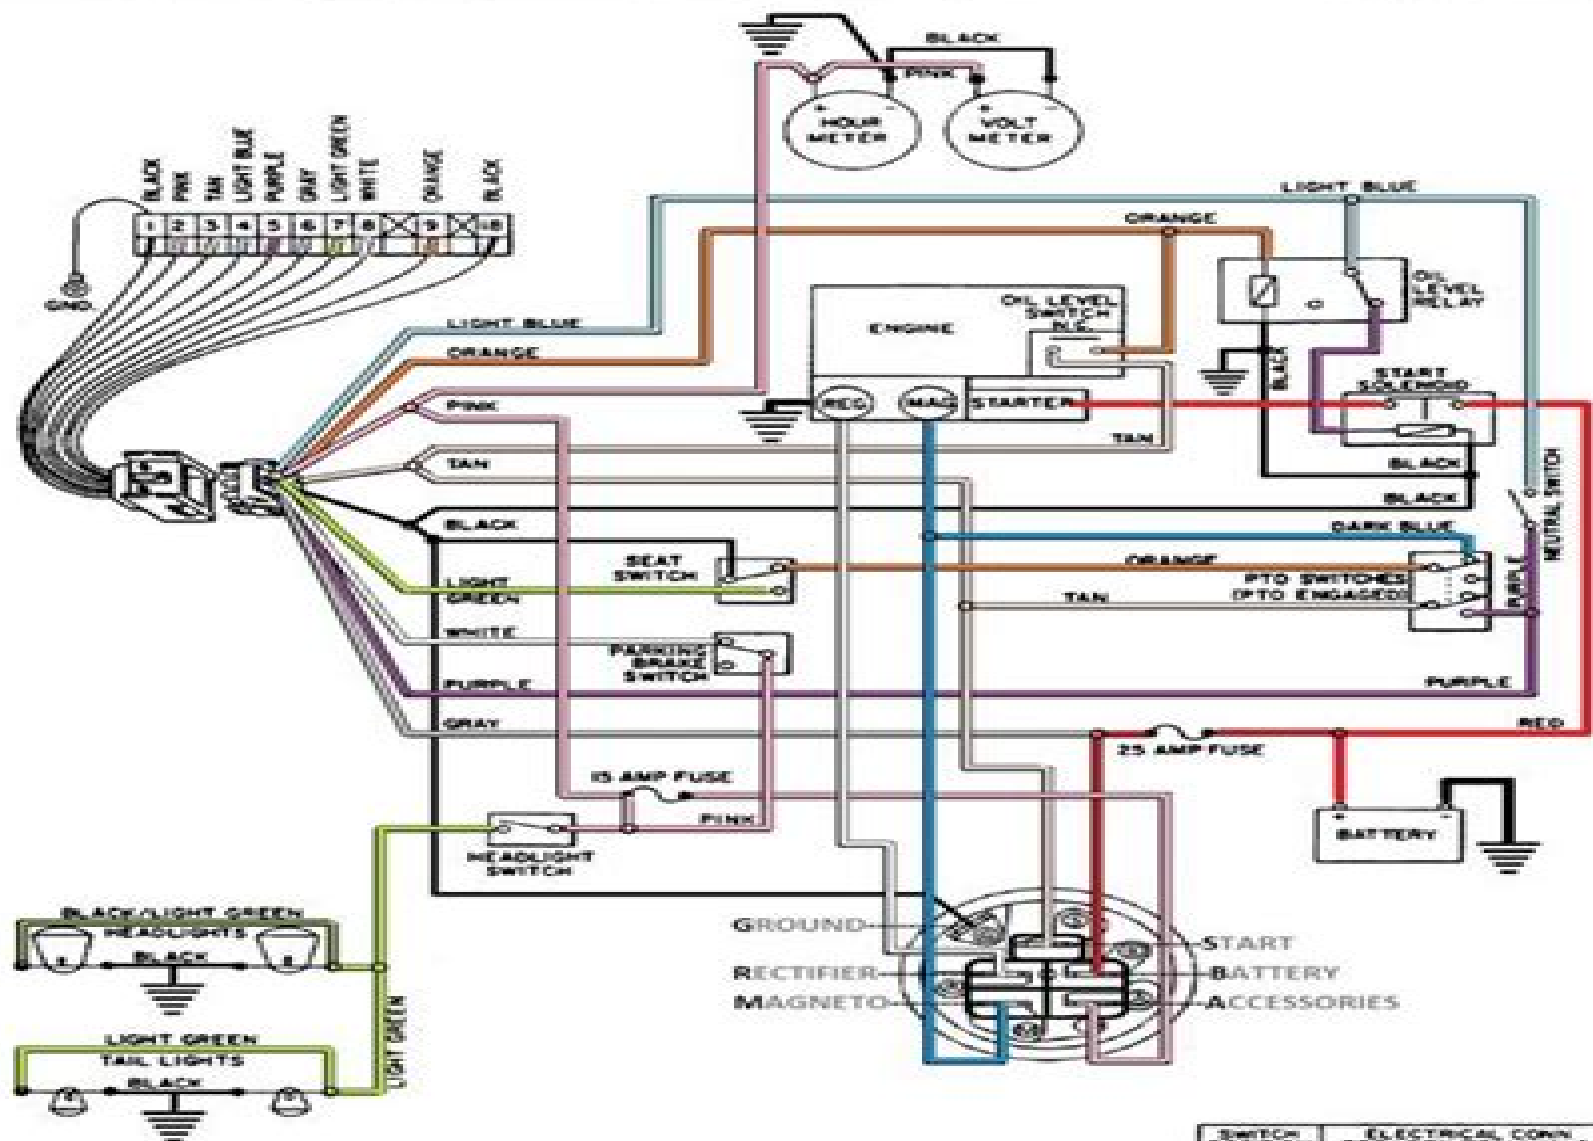 BLACK
PINK
HOUR METER
VOLT METER
BLACK
PINK
TAN
LIGHT BLUE
PURPLE
GRAY
LIGHT GREEN
WHITE
ORANGE
BLACK
1 2 3 4 5 6 7 8 9 10
GND.
LIGHT BLUE
ORANGE
OIL LEVEL RELAY
ENGINE
OIL LEVEL SWITCH N.C.
LIGHT BLUE
ORANGE
BLACK
START SOLENOID
REG
MAG
STARTER
PINK
TAN
TAN
BLACK
BLACK
NEUTRAL SWITCH
BLACK
DARK BLUE
SEAT SWITCH
ORANGE
PTO SWITCHES
(PTO ENGAGED)
PURPLE
LIGHT GREEN
TAN
WHITE
PARKING BRAKE SWITCH
PURPLE
PURPLE
GRAY
RED
25 AMP FUSE
15 AMP FUSE
PINK
BATTERY
HEADLIGHT SWITCH
BLACK/LIGHT GREEN
HEADLIGHTS
BLACK
LIGHT GREEN
LIGHT GREEN
TAIL LIGHTS
BLACK
GROUND
START
RECTIFIER
BATTERY
MAGNETO
ACCESSORIES
SWITCH
ELECTRICAL CONN